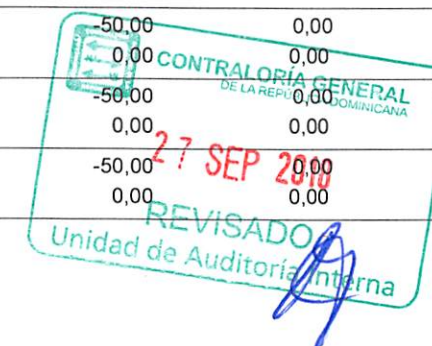 -50,00 0,00
0,00 0,00
CONTRALORÍA GENERAL
DE LA REPÚBLICA DOMINICANA
-50,00 0,00
0,00 0,00
27 SEP
-50,00 0,00
0,00 0,00
REVISADO
Unidad de Auditoría Interna